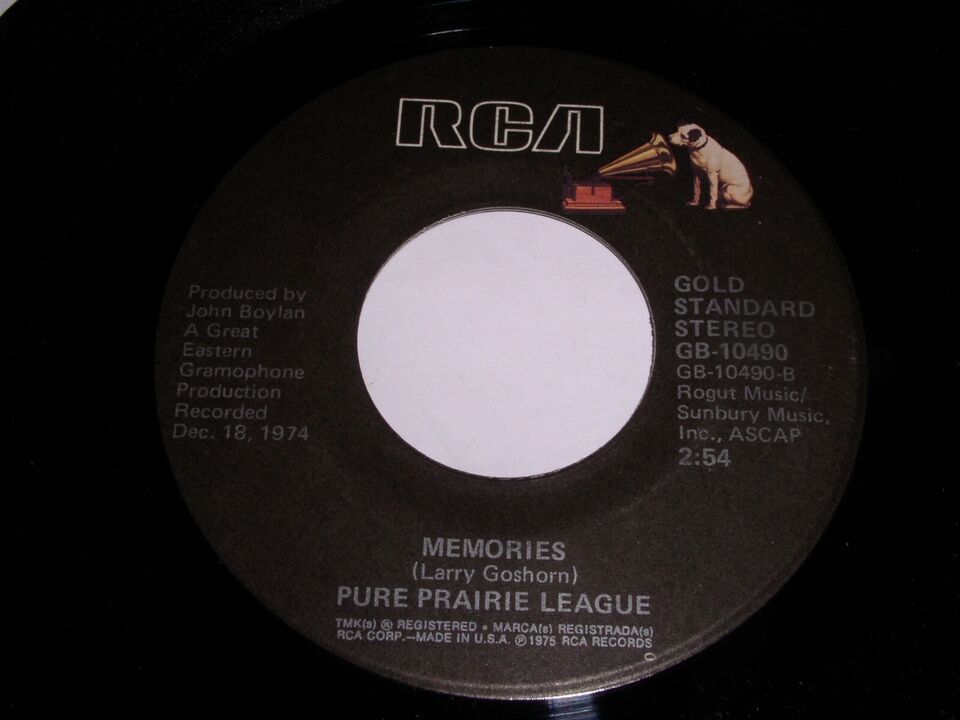 RCA
Produced by
John Boylan
A Great
Eastern
Gramophone
Production
Recorded
Dec. 18, 1974
GOLD
STANDARD
STEREO
GB-10490
GB-10490-B
Rogut Music/
Sunbury Music,
Inc., ASCAP
2:54
MEMORIES
(Larry Goshorn)
PURE PRAIRIE LEAGUE
TMK(s) ® REGISTERED • MARCA(s) REGISTRADA(s)
RCA CORP.—MADE IN U.S.A. ℗1975 RCA RECORDS
O